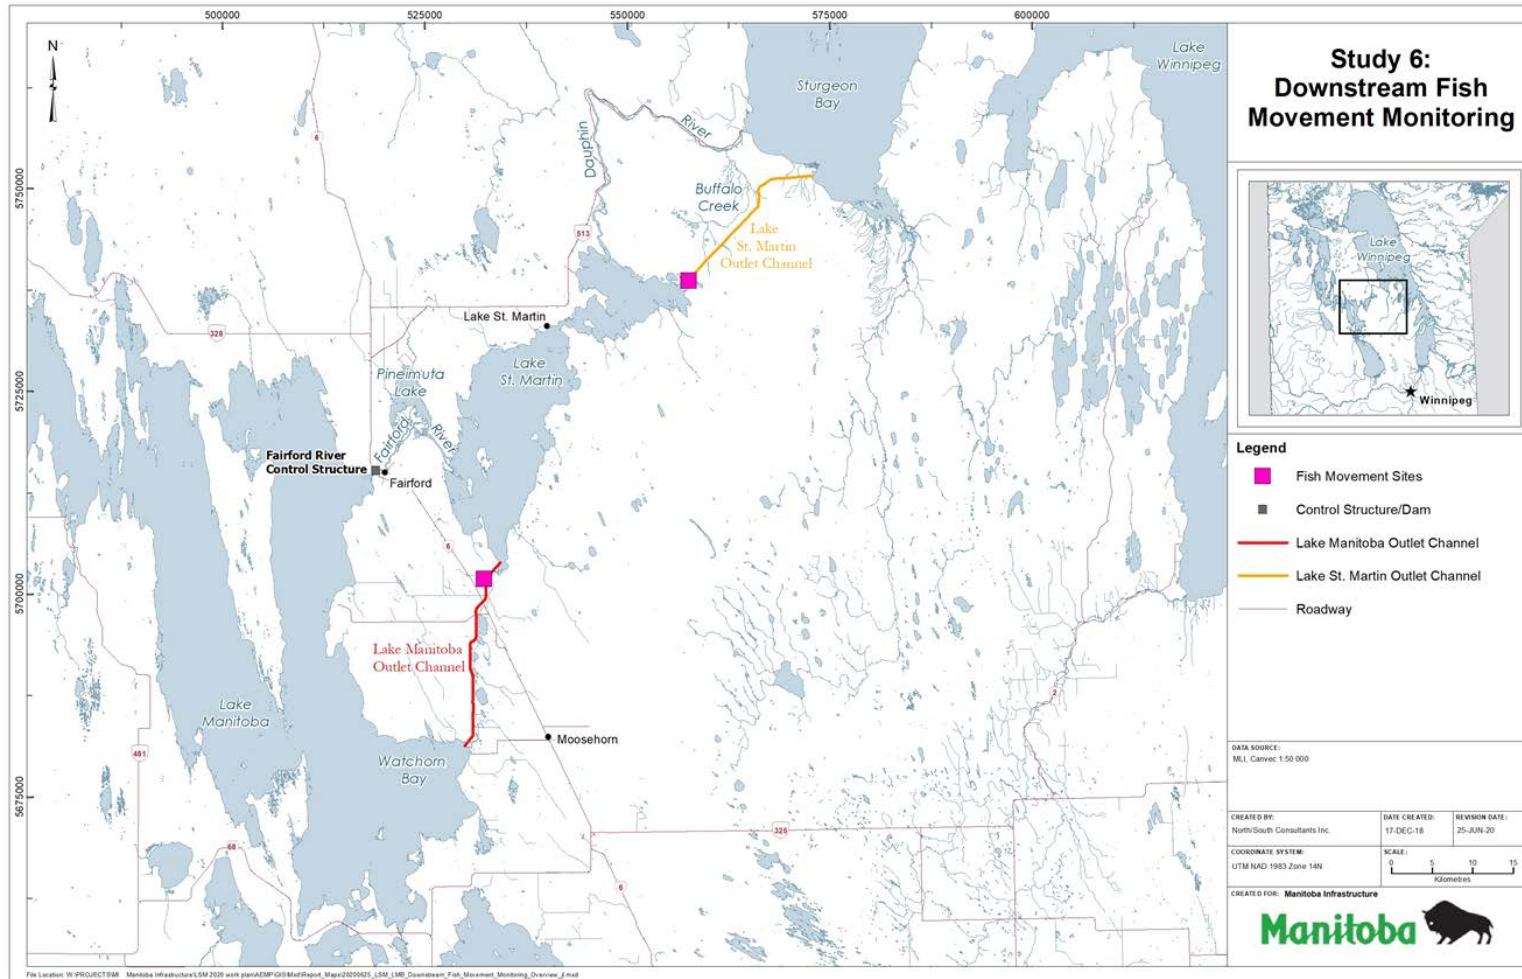 500000
525000
550000
575000
600000
5750000
5725000
5700000
5675000
N
Lake
Winnipeg
Sturgeon
Bay
Dauphin
River
6
Buffalo
Creek
Lake
St. Martin
Outlet Channel
513
328
Lake St. Martin
Lake
St. Martin
Pineimuta
Lake
Fairford
River
Fairford River
Control Structure
Fairford
6
Lake Manitoba
Outlet Channel
Lake
Manitoba
Watchorn
Bay
Moosehorn
2
481
68
325
6
Study 6:
Downstream Fish
Movement Monitoring
Lake
Winnipeg
Winnipeg
Legend
Fish Movement Sites
Control Structure/Dam
Lake Manitoba Outlet Channel
Lake St. Martin Outlet Channel
Roadway
DATA SOURCE:
MLI, Canvec 1:50 000
CREATED BY:
North/South Consultants Inc.
DATE CREATED:
17-DEC-18
REVISION DATE:
25-JUN-20
COORDINATE SYSTEM:
UTM NAD 1983 Zone 14N
SCALE:
0 5 10 15
Kilometres
CREATED FOR: Manitoba Infrastructure
Manitoba